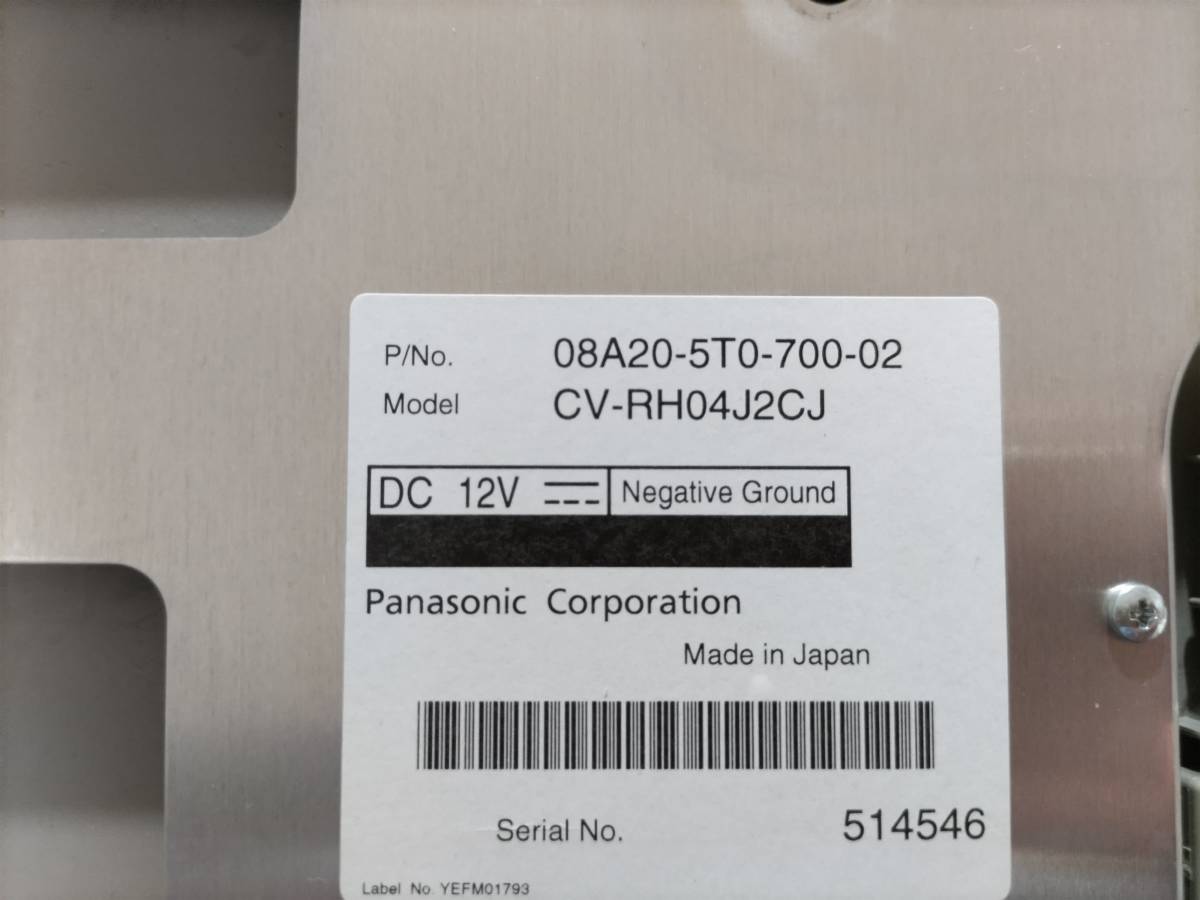 P/No. 08A20-5T0-700-02
Model CV-RH04J2CJ
DC 12V Negative Ground
Panasonic Corporation
Made in Japan
Serial No. 514546
Label No. YEFM01793